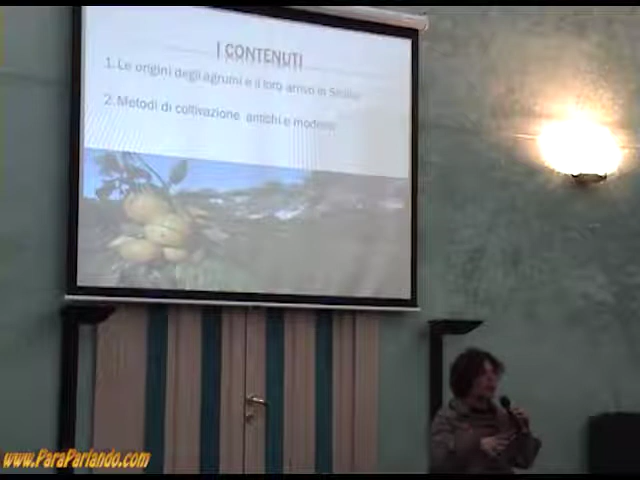 I CONTENUTI
1. Le origini degli agrumi e il loro arrivo in Sicilia
2. Metodi di coltivazione antichi e moderni
www.ParaParlando.com